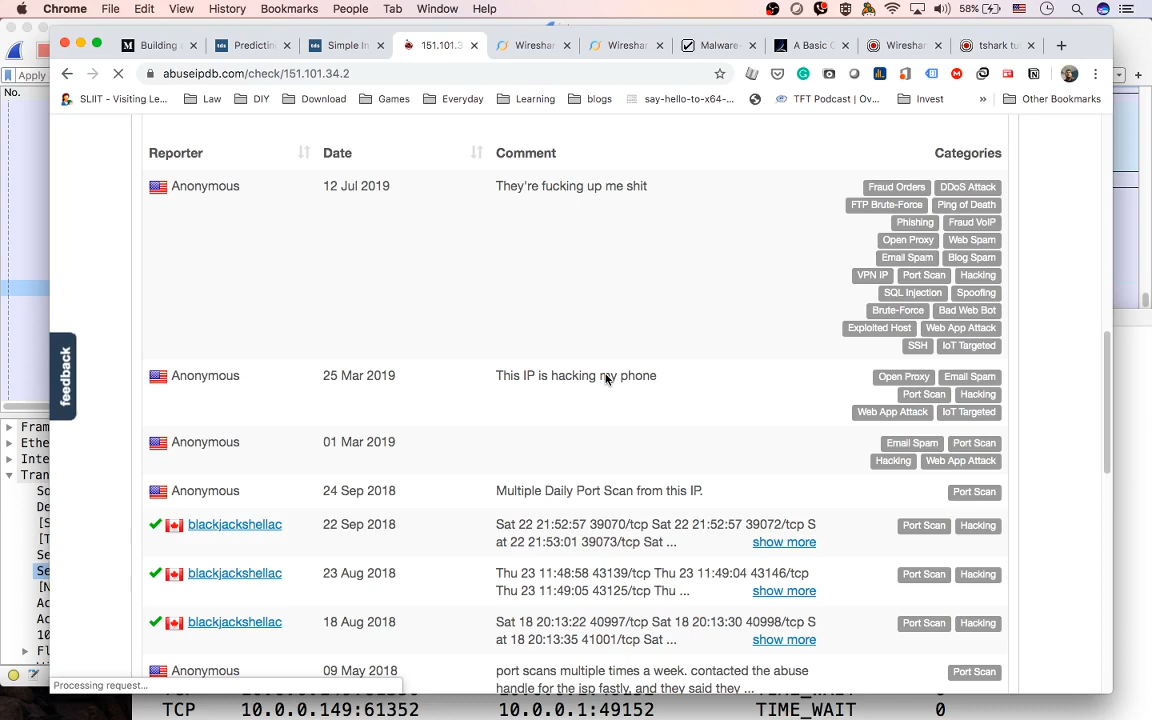 Chrome File Edit View History Bookmarks People Tab Window Help 58%
Building c Predictin Simple In 151.101.3 Wireshar Wireshar Malware- A Basic G Wireshar tshark tu
Apply
abuseipdb.com/check/151.101.34.2
No.
SLIIT - Visiting Le... Law DIY Download Games Everyday Learning blogs say-hello-to-x64-... TFT Podcast | Ov... Invest » Other Bookmarks
Reporter Date Comment Categories
Anonymous 12 Jul 2019 They're fucking up me shit Fraud Orders DDoS Attack
FTP Brute-Force Ping of Death
Phishing Fraud VoIP
Open Proxy Web Spam
Email Spam Blog Spam
VPN IP Port Scan Hacking
SQL Injection Spoofing
Brute-Force Bad Web Bot
Exploited Host Web App Attack
SSH IoT Targeted
feedback
Anonymous 25 Mar 2019 This IP is hacking my phone Open Proxy Email Spam
Port Scan Hacking
Web App Attack IoT Targeted
Anonymous 01 Mar 2019 Email Spam Port Scan
Hacking Web App Attack
Anonymous 24 Sep 2018 Multiple Daily Port Scan from this IP. Port Scan
blackjackshellac 22 Sep 2018 Sat 22 21:52:57 39070/tcp Sat 22 21:52:57 39072/tcp S Port Scan Hacking
at 22 21:53:01 39073/tcp Sat ... show more
blackjackshellac 23 Aug 2018 Thu 23 11:48:58 43139/tcp Thu 23 11:49:04 43146/tcp Port Scan Hacking
Thu 23 11:49:05 43125/tcp Thu ... show more
blackjackshellac 18 Aug 2018 Sat 18 20:13:22 40997/tcp Sat 18 20:13:30 40998/tcp S Port Scan Hacking
at 18 20:13:35 41001/tcp Sat ... show more
Anonymous 09 May 2018 port scans multiple times a week. contacted the abuse Port Scan
handle for the isp fastly, and they said they ...
Processing request...
Fram
Ethe
Inte
Tran
So
De
[S
[T
Se
Se
[N
Ac
Ac
10
Fl
TCP 10.0.0.149:61352 10.0.0.1:49152 TIME_WAIT 0